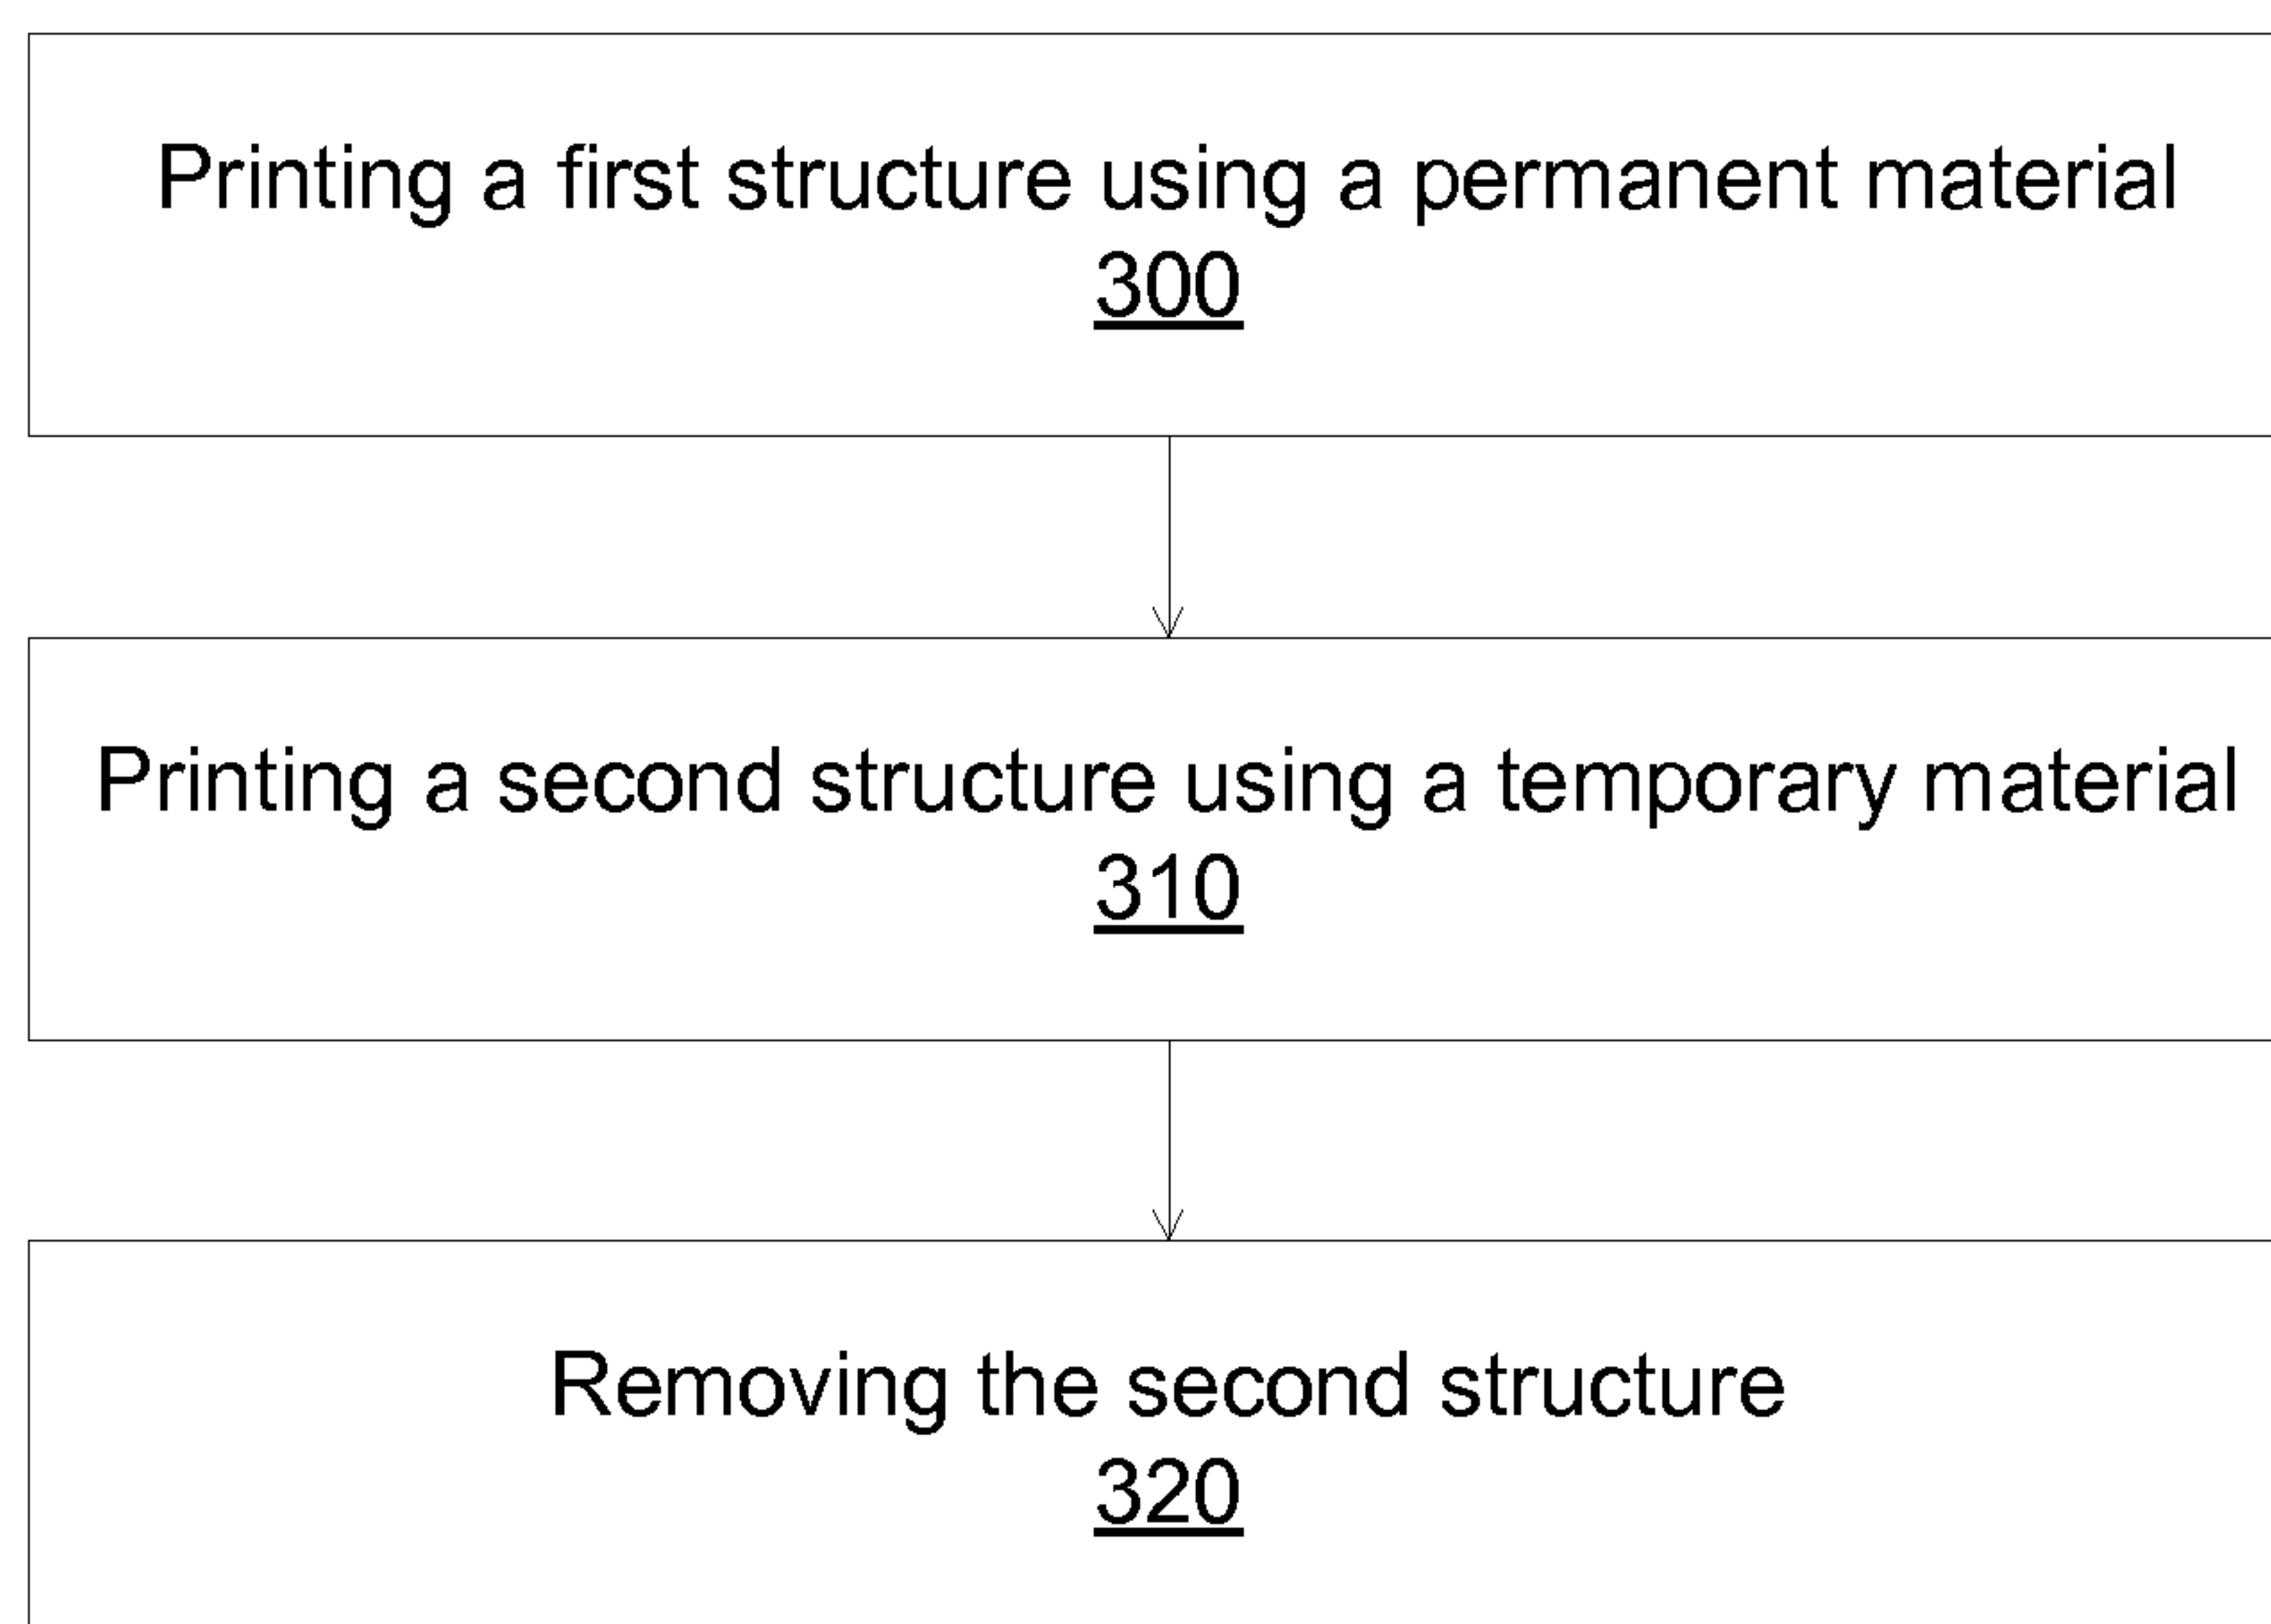 Printing a first structure using a permanent material
300
Printing a second structure using a temporary material
310
Removing the second structure
320